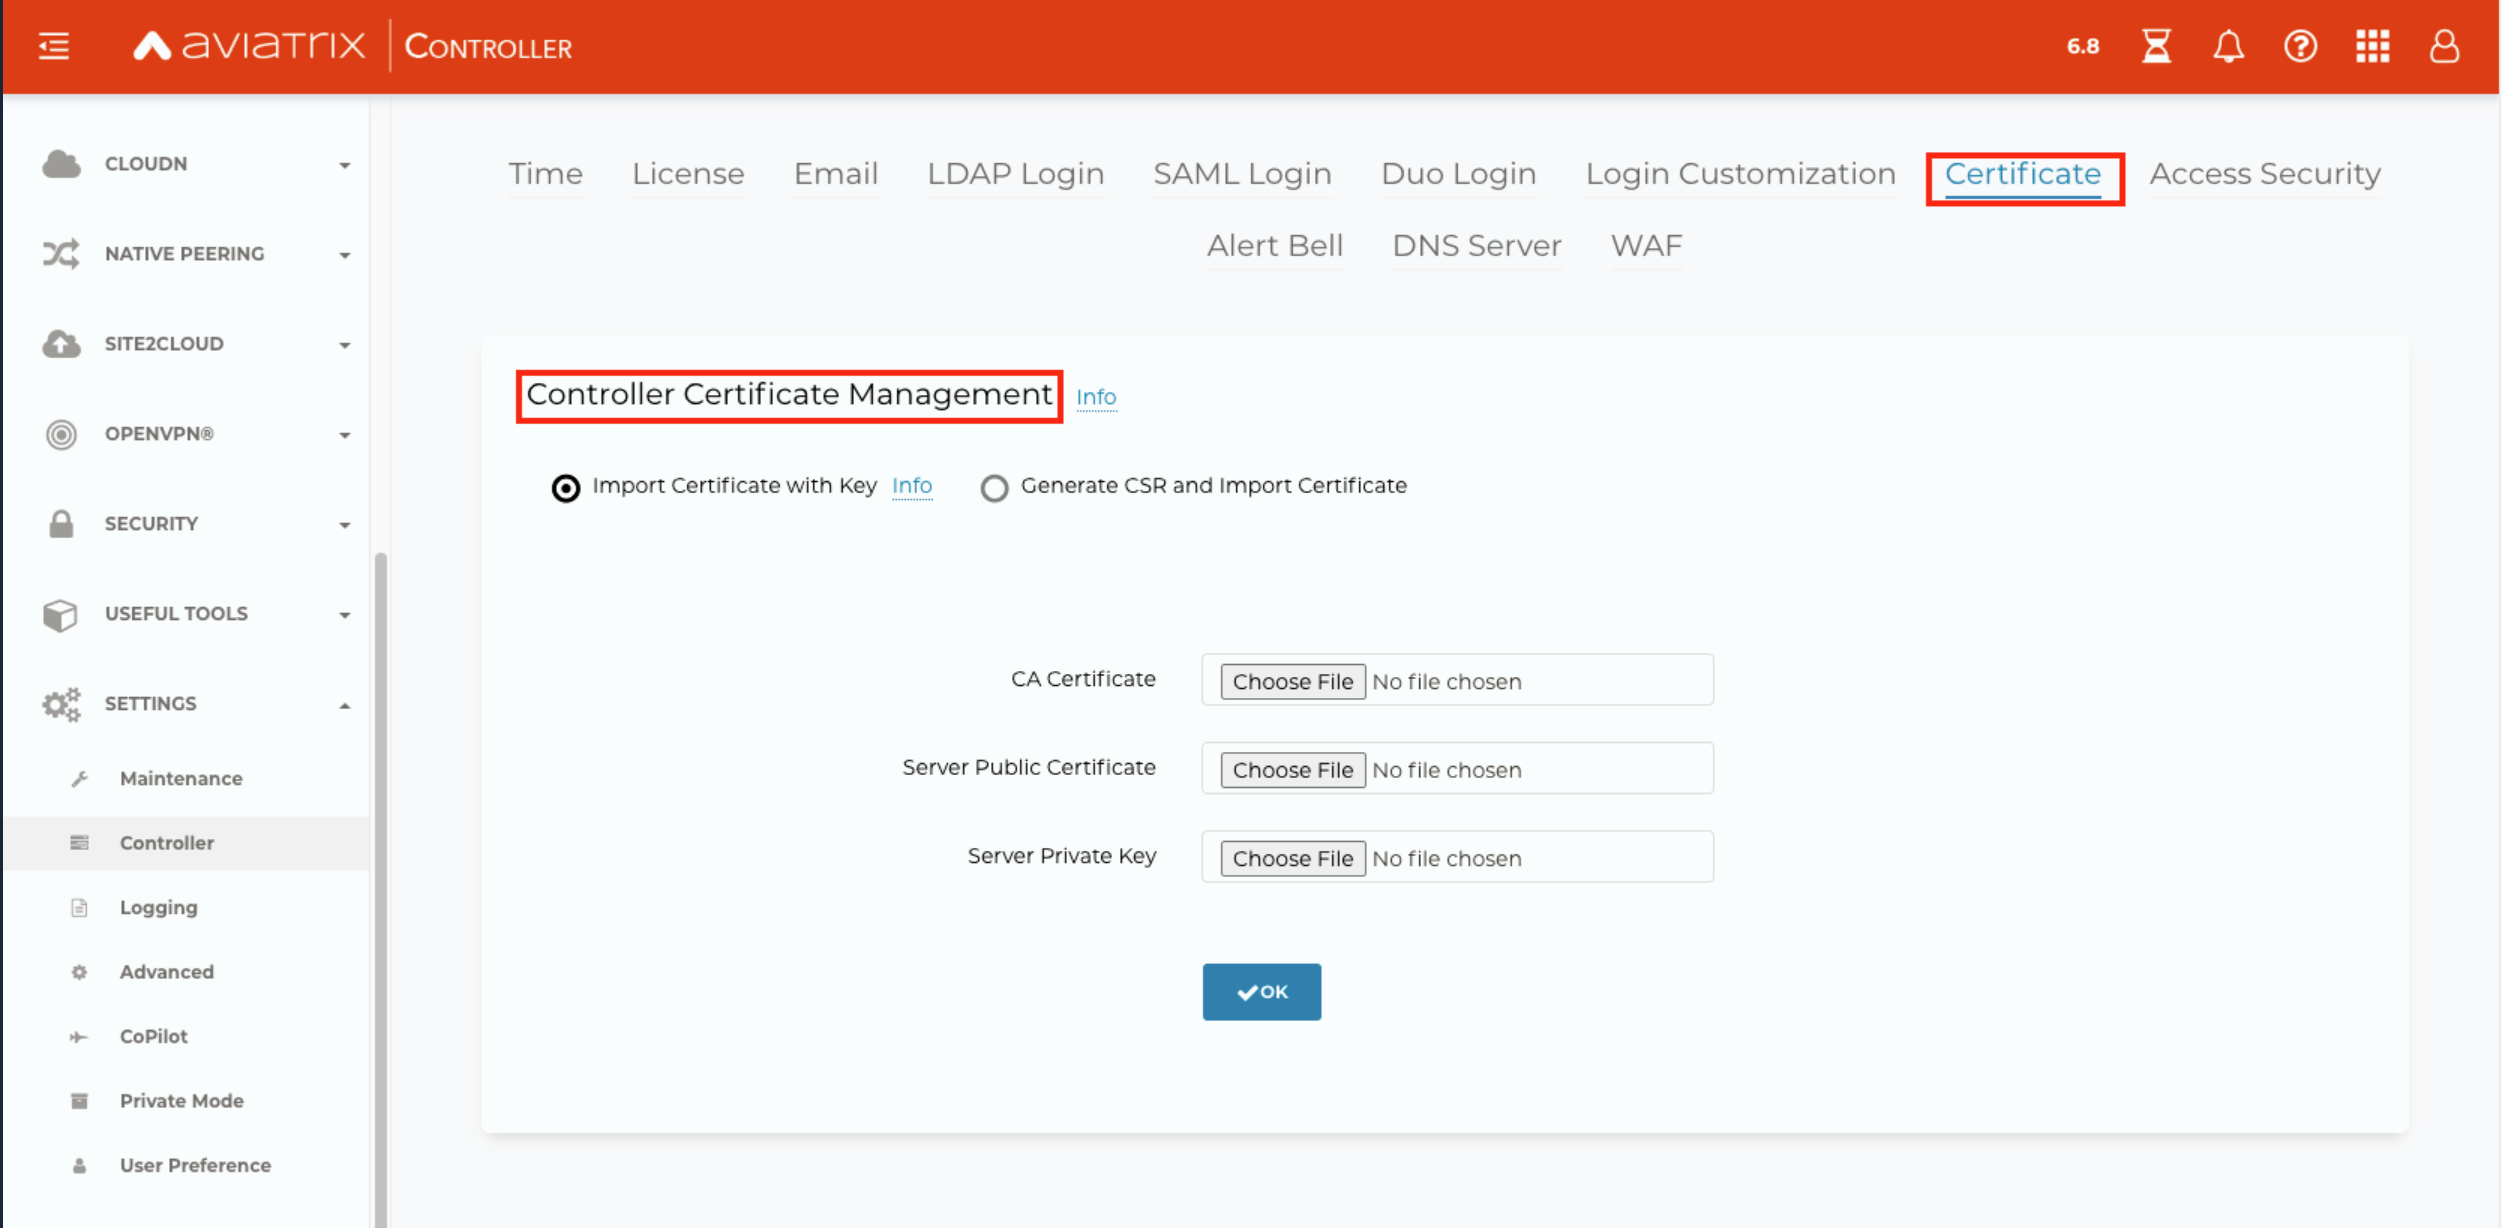 aviatrix CONTROLLER
6.8
CLOUDN
NATIVE PEERING
SITE2CLOUD
OPENVPN®
SECURITY
USEFUL TOOLS
SETTINGS
Maintenance
Controller
Logging
Advanced
CoPilot
Private Mode
User Preference
Time License Email LDAP Login SAML Login Duo Login Login Customization Certificate Access Security
Alert Bell DNS Server WAF
Controller Certificate Management Info
Import Certificate with Key Info Generate CSR and Import Certificate
CA Certificate Choose File No file chosen
Server Public Certificate Choose File No file chosen
Server Private Key Choose File No file chosen
OK